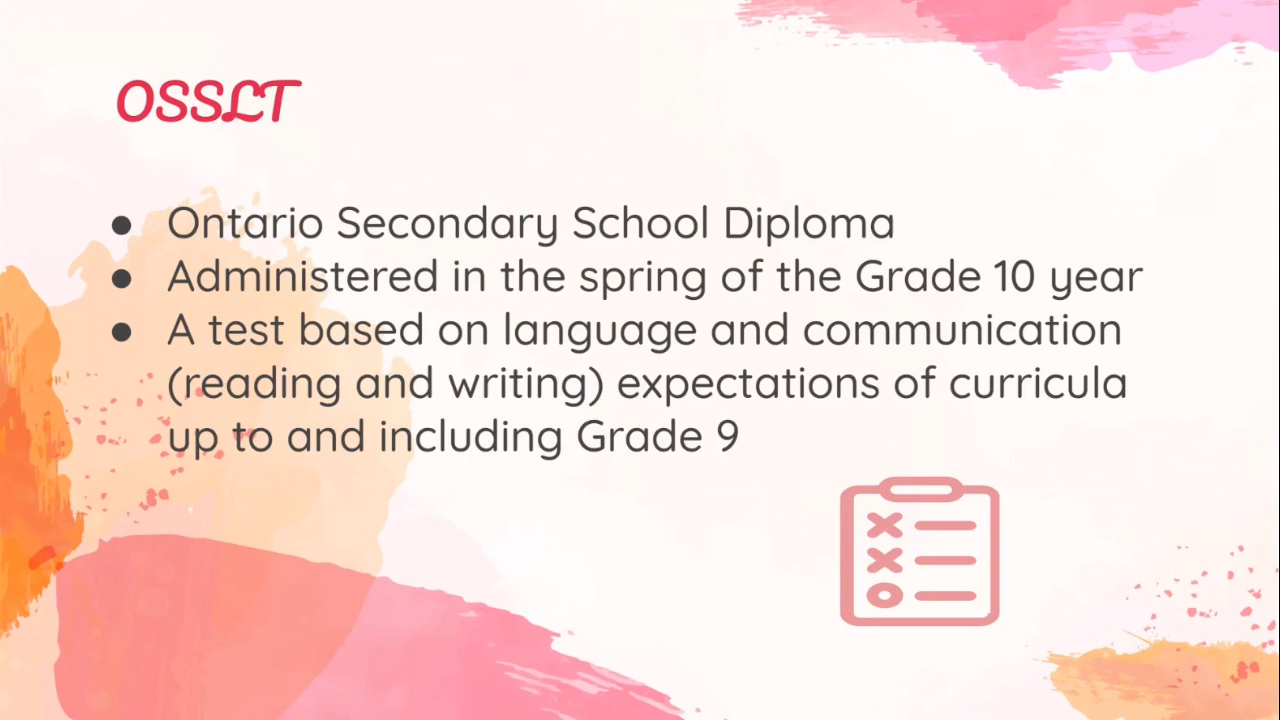 OSSLT
● Ontario Secondary School Diploma
● Administered in the spring of the Grade 10 year
● A test based on language and communication
(reading and writing) expectations of curricula
up to and including Grade 9